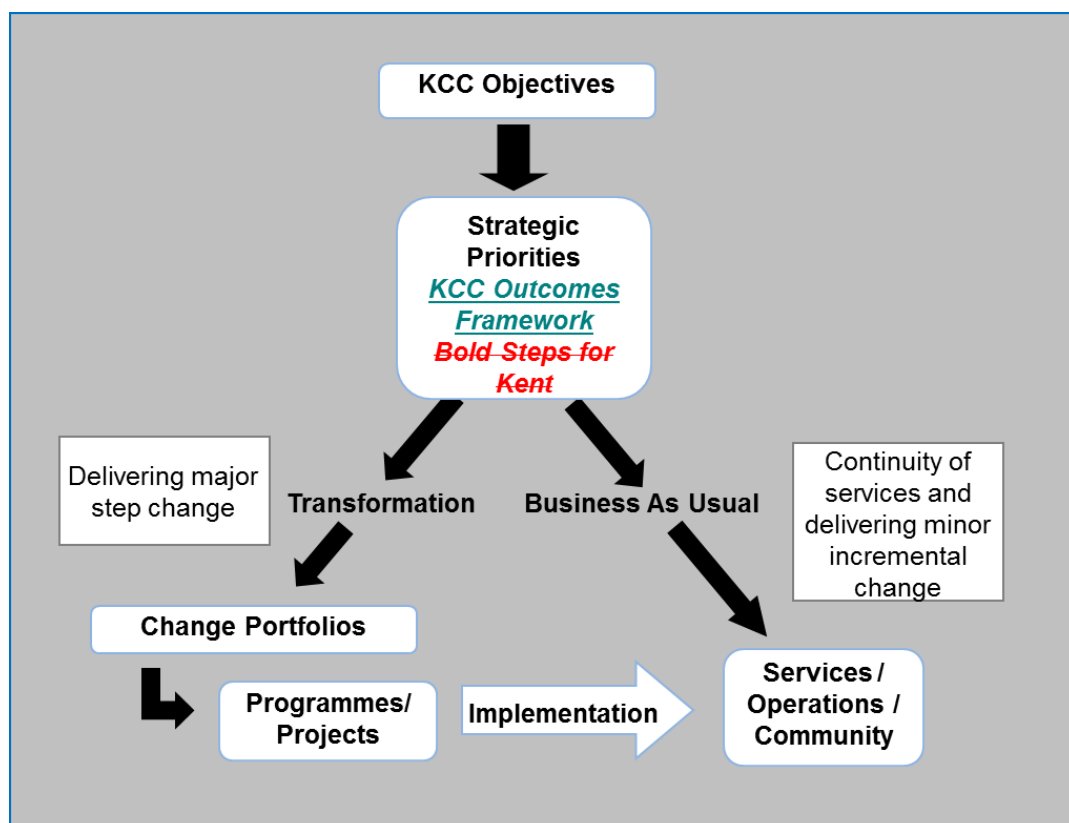 KCC Objectives
Strategic
Priorities
KCC Outcomes
Framework
Bold Steps for
Kent
Delivering major
step change
Transformation
Business As Usual
Continuity of
services and
delivering minor
incremental
change
Change Portfolios
Programmes/
Projects
Implementation
Services /
Operations /
Community